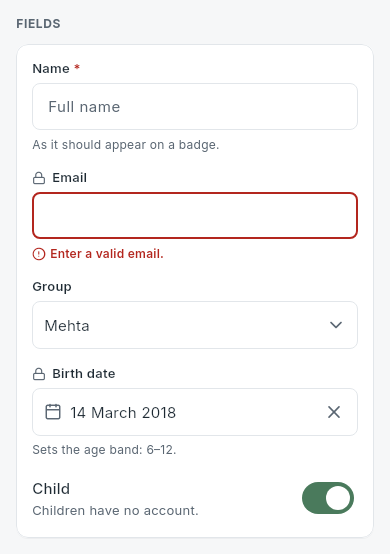 FIELDS
Name *
Full name
As it should appear on a badge.
Email
Enter a valid email.
Group
Mehta
Birth date
14 March 2018
Sets the age band: 6–12.
Child
Children have no account.